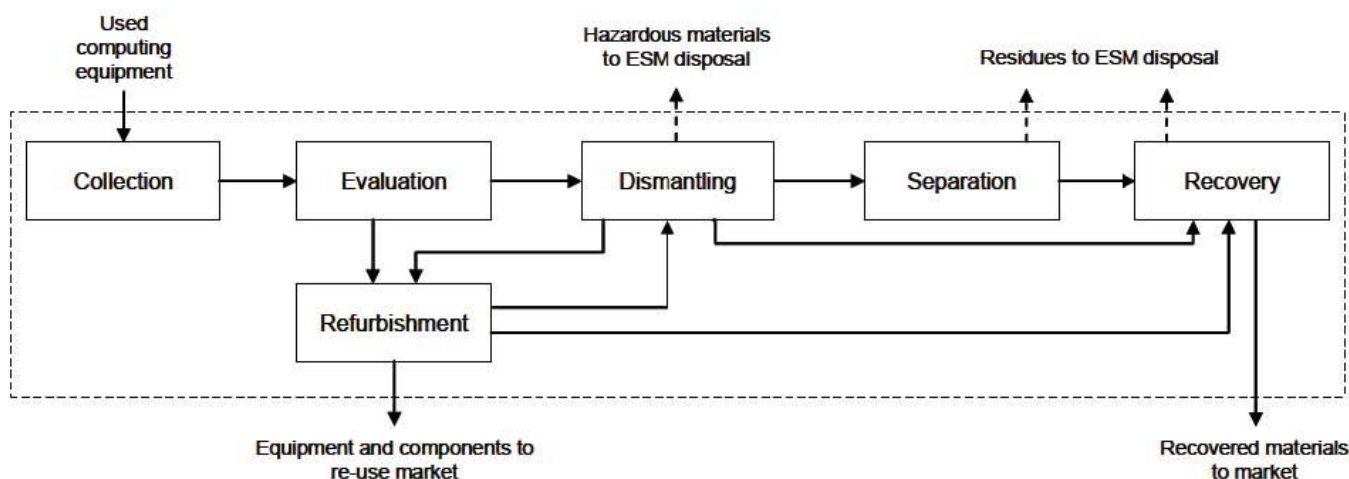 Used
computing
equipment
Hazardous materials
to ESM disposal
Residues to ESM disposal
Collection
Evaluation
Dismantling
Separation
Recovery
Refurbishment
Equipment and components to
re-use market
Recovered materials
to market